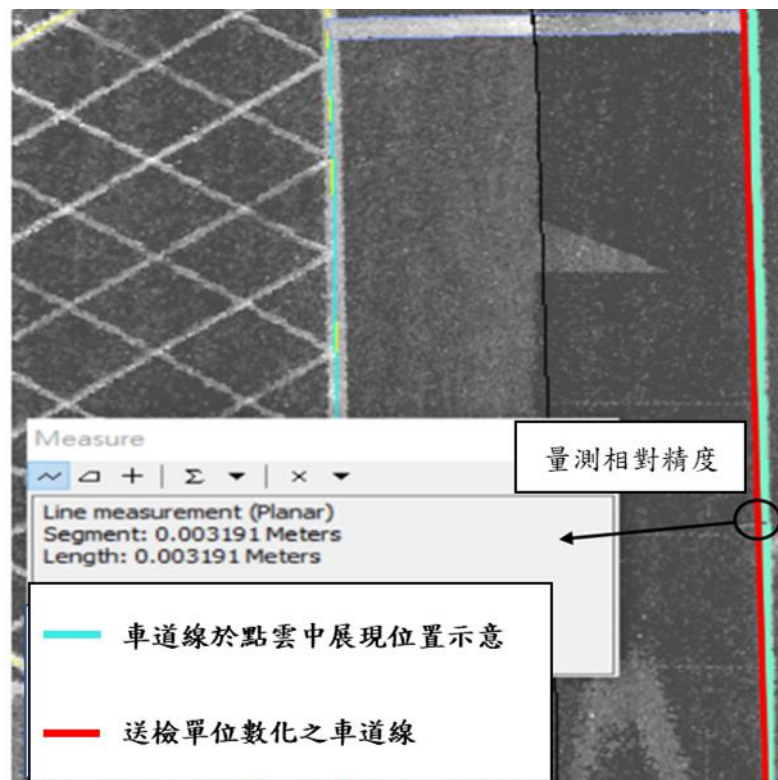 Measure
量測相對精度
Line measurement (Planar)
Segment: 0.003191 Meters
Length: 0.003191 Meters
車道線於點雲中展現位置示意
送檢單位數化之車道線